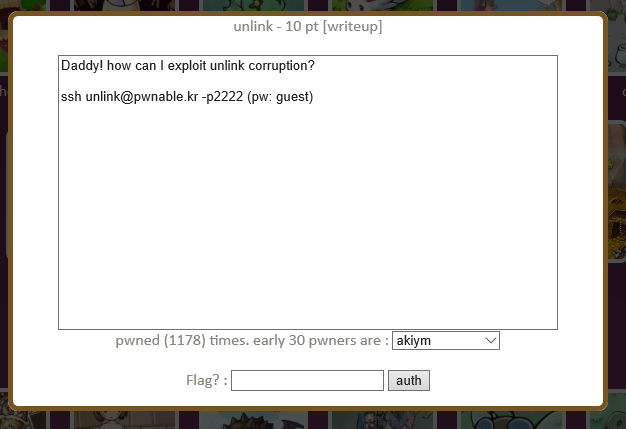 unlink - 10 pt [writeup]
Daddy! how can I exploit unlink corruption?
ssh unlink@pwnable.kr -p2222 (pw: guest)
pwned (1178) times. early 30 pwners are : akiym
Flag? : auth